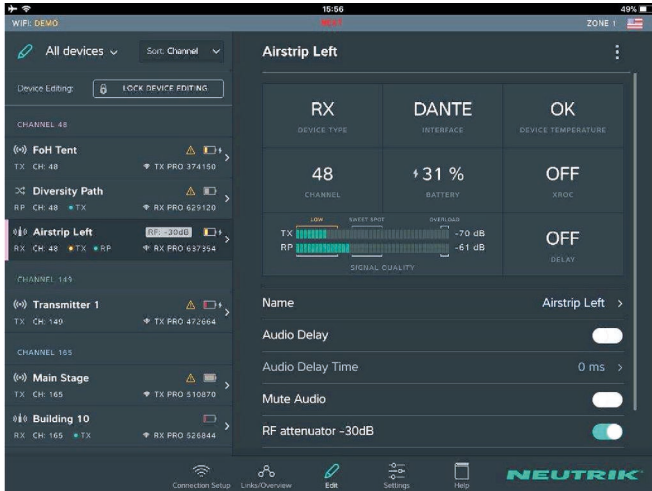 15:56
49%
WIFI: DEMO
DEMO
ZONE 1
All devices
Sort: Channel
Airstrip Left
Device Editing:
LOCK DEVICE EDITING
CHANNEL 48
FoH Tent
TX CH: 48
TX PRO 374150
Diversity Path
RP CH: 48 TX
RX PRO 629120
Airstrip Left
RF: -30dB
RX CH: 48 TX RP
RX PRO 637354
CHANNEL 149
Transmitter 1
TX CH: 149
TX PRO 472664
CHANNEL 165
Main Stage
TX CH: 165
TX PRO 510870
Building 10
RX CH: 165 TX
RX PRO 526844
RX
DEVICE TYPE
DANTE
INTERFACE
OK
DEVICE TEMPERATURE
48
CHANNEL
31 %
BATTERY
OFF
XROC
LOW SWEET SPOT OVERLOAD
TX -70 dB
RP -61 dB
SIGNAL QUALITY
OFF
DELAY
Name
Airstrip Left
Audio Delay
Audio Delay Time
0 ms
Mute Audio
RF attenuator -30dB
Connection Setup
Links/Overview
Edit
Settings
Help
NEUTRIK